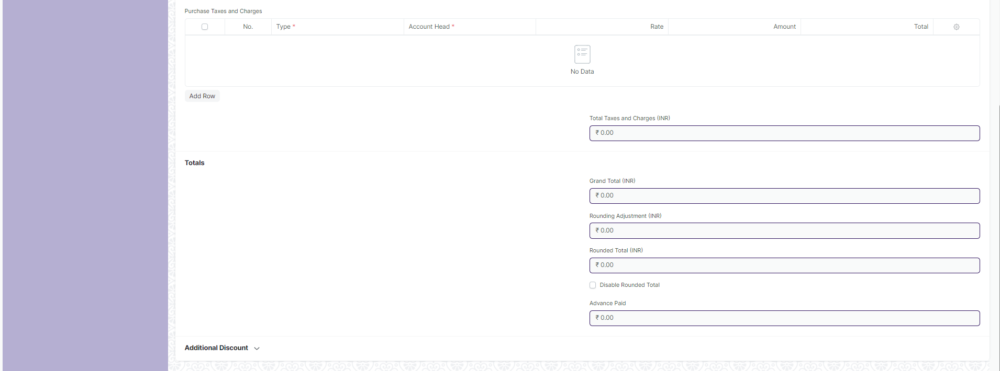 Purchase Taxes and Charges
No. Type * Account Head * Rate Amount Total
No Data
Add Row
Total Taxes and Charges (INR)
₹ 0.00
Totals
Grand Total (INR)
₹ 0.00
Rounding Adjustment (INR)
₹ 0.00
Rounded Total (INR)
₹ 0.00
Disable Rounded Total
Advance Paid
₹ 0.00
Additional Discount